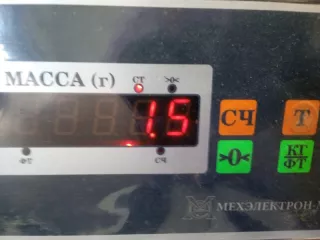 МАССА (г)
СТ >0<
1.5
ФТ СЧ
СЧ Т
>0< КГ
ФТ
МЕХЭЛЕКТРОН-